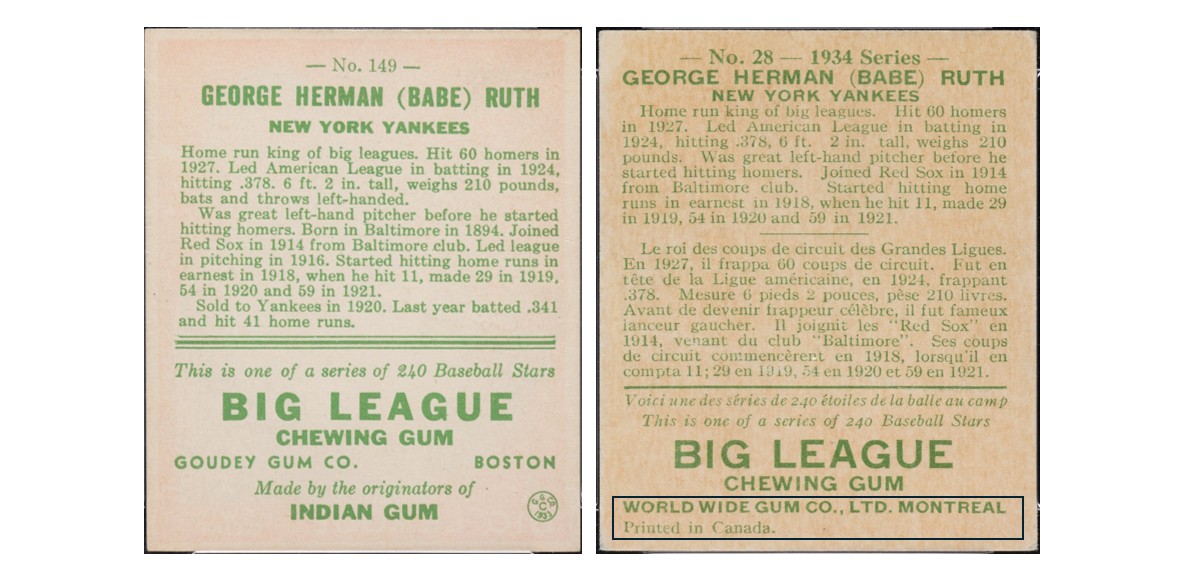 — No. 149 —
GEORGE HERMAN (BABE) RUTH
NEW YORK YANKEES
Home run king of big leagues. Hit 60 homers in
1927. Led American League in batting in 1924,
hitting .378. 6 ft. 2 in. tall, weighs 210 pounds,
bats and throws left-handed.
Was great left-hand pitcher before he started
hitting homers. Born in Baltimore in 1894. Joined
Red Sox in 1914 from Baltimore club. Led league
in pitching in 1916. Started hitting home runs in
earnest in 1918, when he hit 11, made 29 in 1919,
54 in 1920 and 59 in 1921.
Sold to Yankees in 1920. Last year batted .341
and hit 41 home runs.
This is one of a series of 240 Baseball Stars
BIG LEAGUE
CHEWING GUM
GOUDEY GUM CO. BOSTON
Made by the originators of
INDIAN GUM
G.G.CO.
C
1933
— No. 28 — 1934 Series —
GEORGE HERMAN (BABE) RUTH
NEW YORK YANKEES
Home run king of big leagues. Hit 60 homers
in 1927. Led American League in batting in
1924, hitting .378, 6 ft. 2 in. tall, weighs 210
pounds. Was great left-hand pitcher before he
started hitting homers. Joined Red Sox in 1914
from Baltimore club. Started hitting home
runs in earnest in 1918, when he hit 11, made 29
in 1919, 54 in 1920 and 59 in 1921.
Le roi des coups de circuit des Grandes Ligues.
En 1927, il frappa 60 coups de circuit. Fut en
tête de la Ligue américaine, en 1924, frappant
.378. Mesure 6 pieds 2 pouces, pèse 210 livres.
Avant de devenir frappeur célèbre, il fut fameux
lanceur gaucher. Il joignit les "Red Sox" en
1914, venant du club "Baltimore". Ses coups
de circuit commencèrent en 1918, lorsqu'il en
compta 11; 29 en 1919, 54 en 1920 et 59 en 1921.
Voici une des séries de 240 étoiles de la balle au camp
This is one of a series of 240 Baseball Stars
BIG LEAGUE
CHEWING GUM
WORLD WIDE GUM CO., LTD. MONTREAL
Printed in Canada.